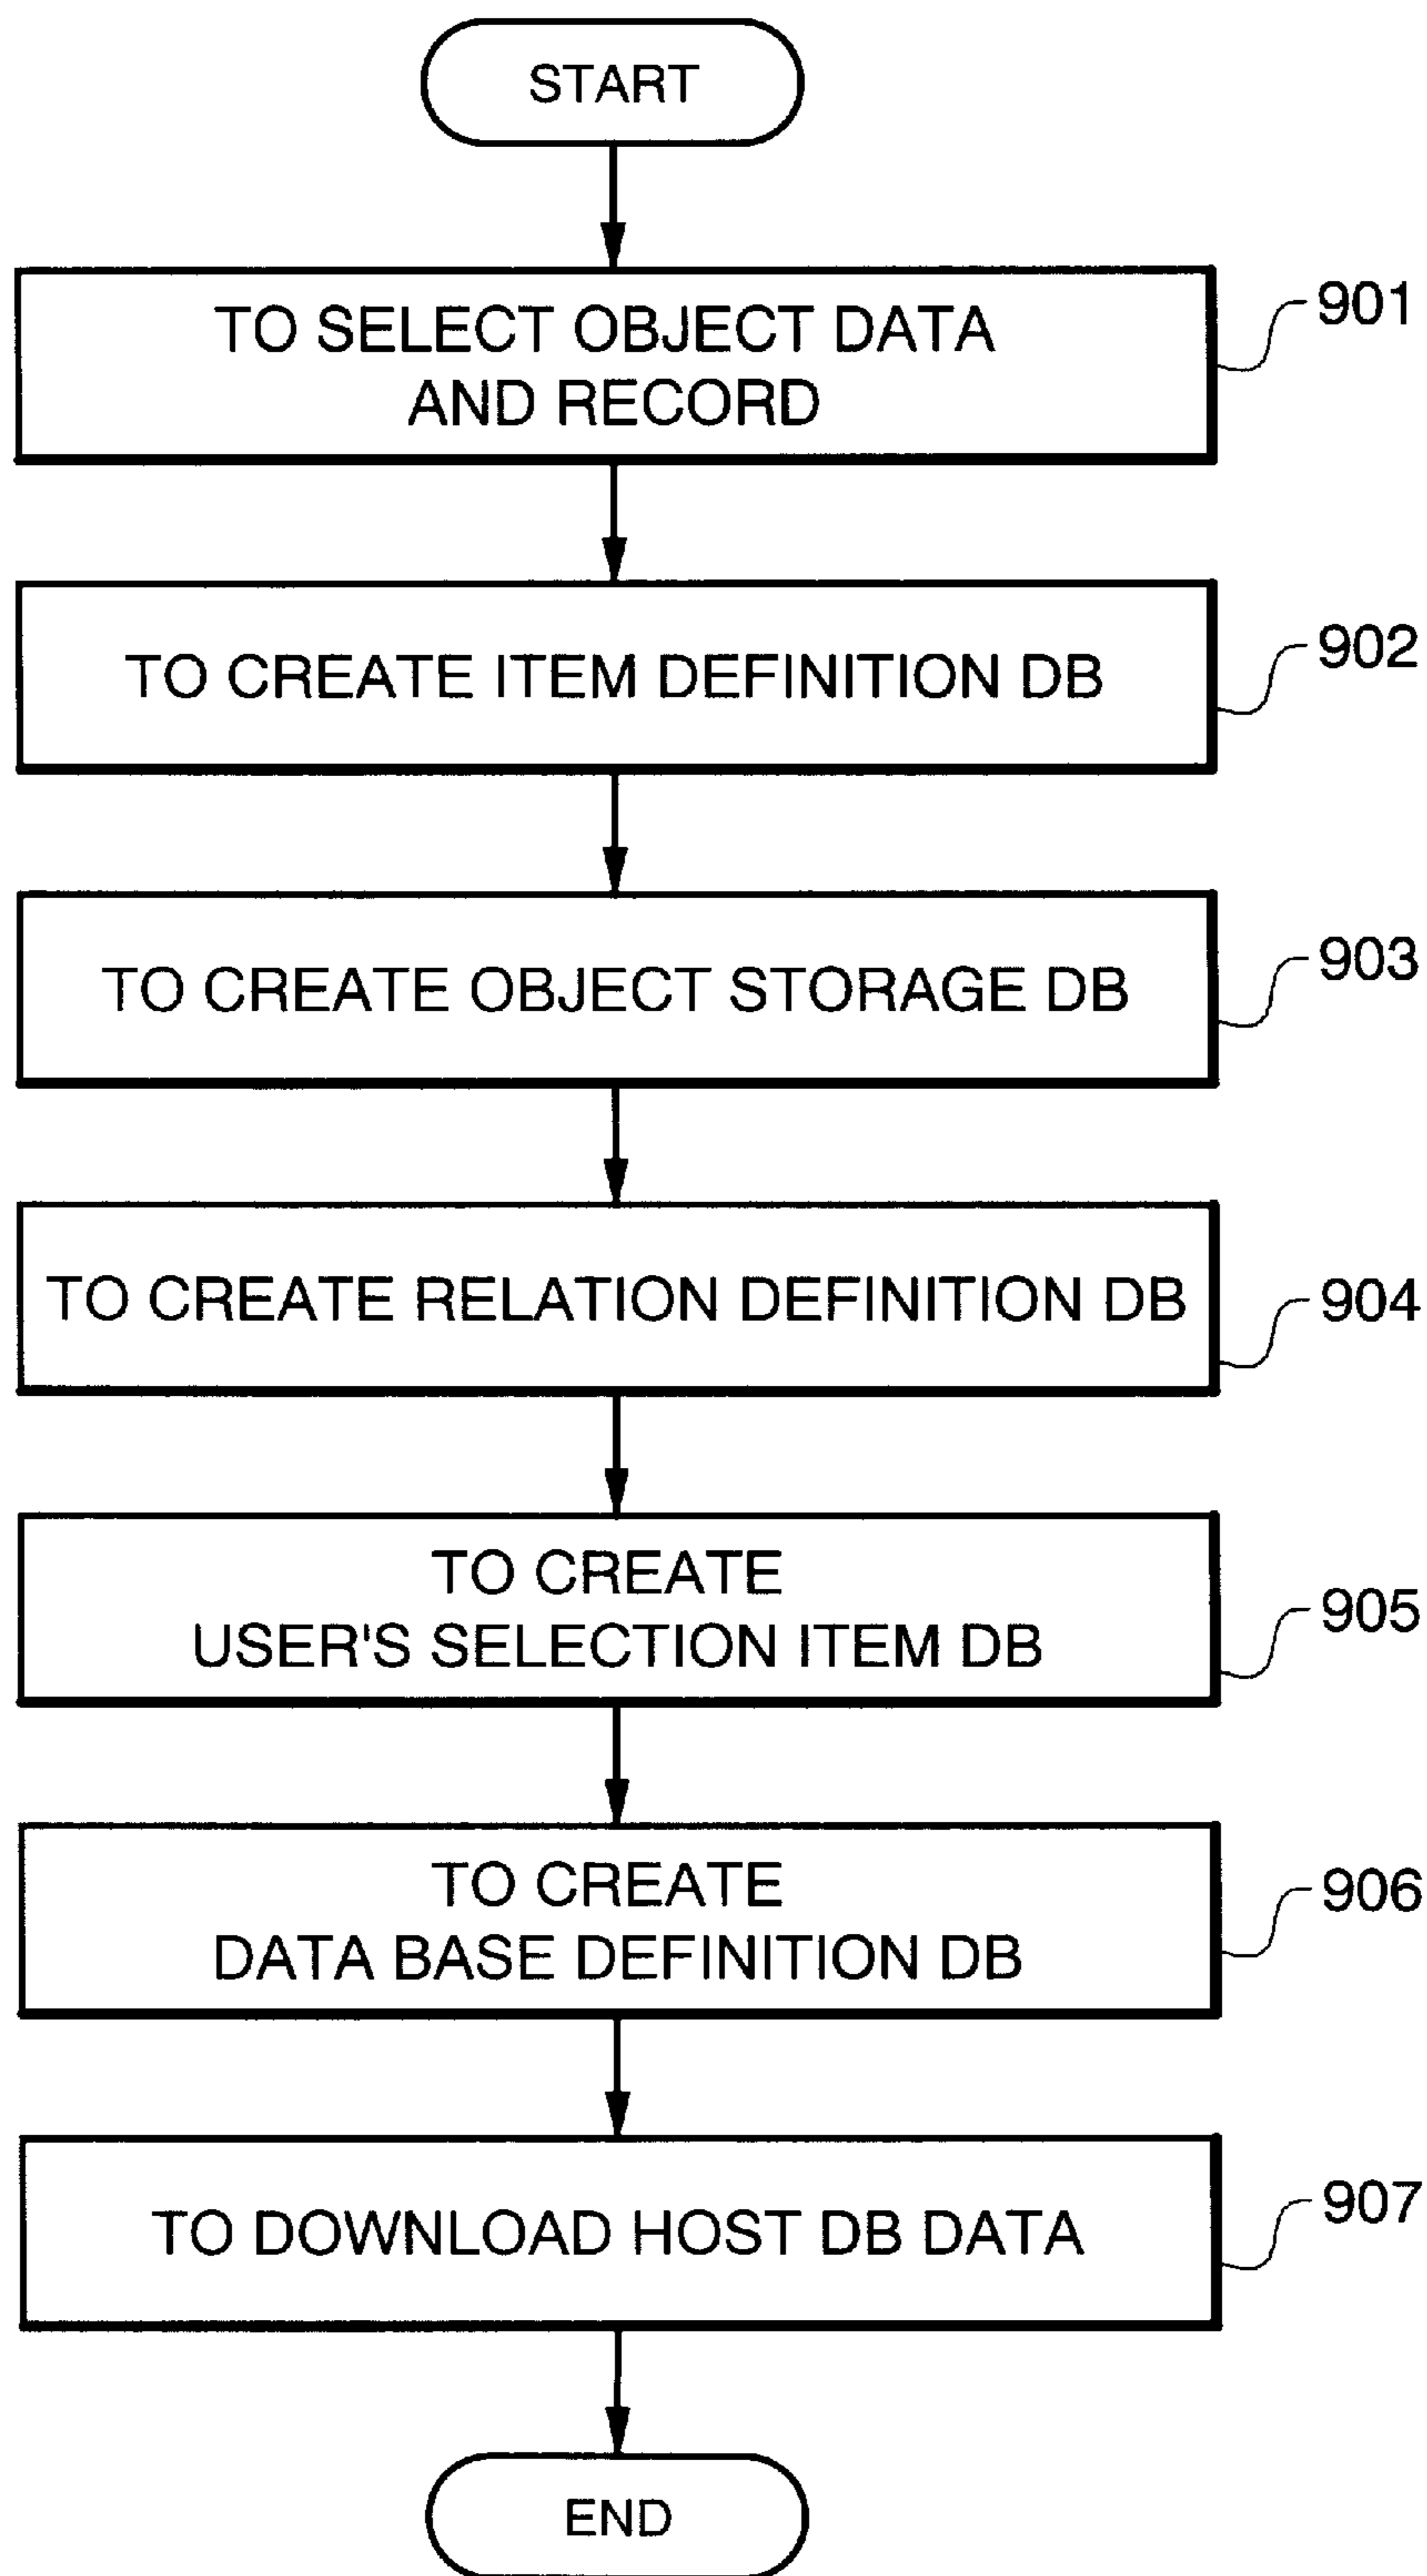 START
TO SELECT OBJECT DATA
AND RECORD
901
TO CREATE ITEM DEFINITION DB
902
TO CREATE OBJECT STORAGE DB
903
TO CREATE RELATION DEFINITION DB
904
TO CREATE
USER'S SELECTION ITEM DB
905
TO CREATE
DATA BASE DEFINITION DB
906
TO DOWNLOAD HOST DB DATA
907
END